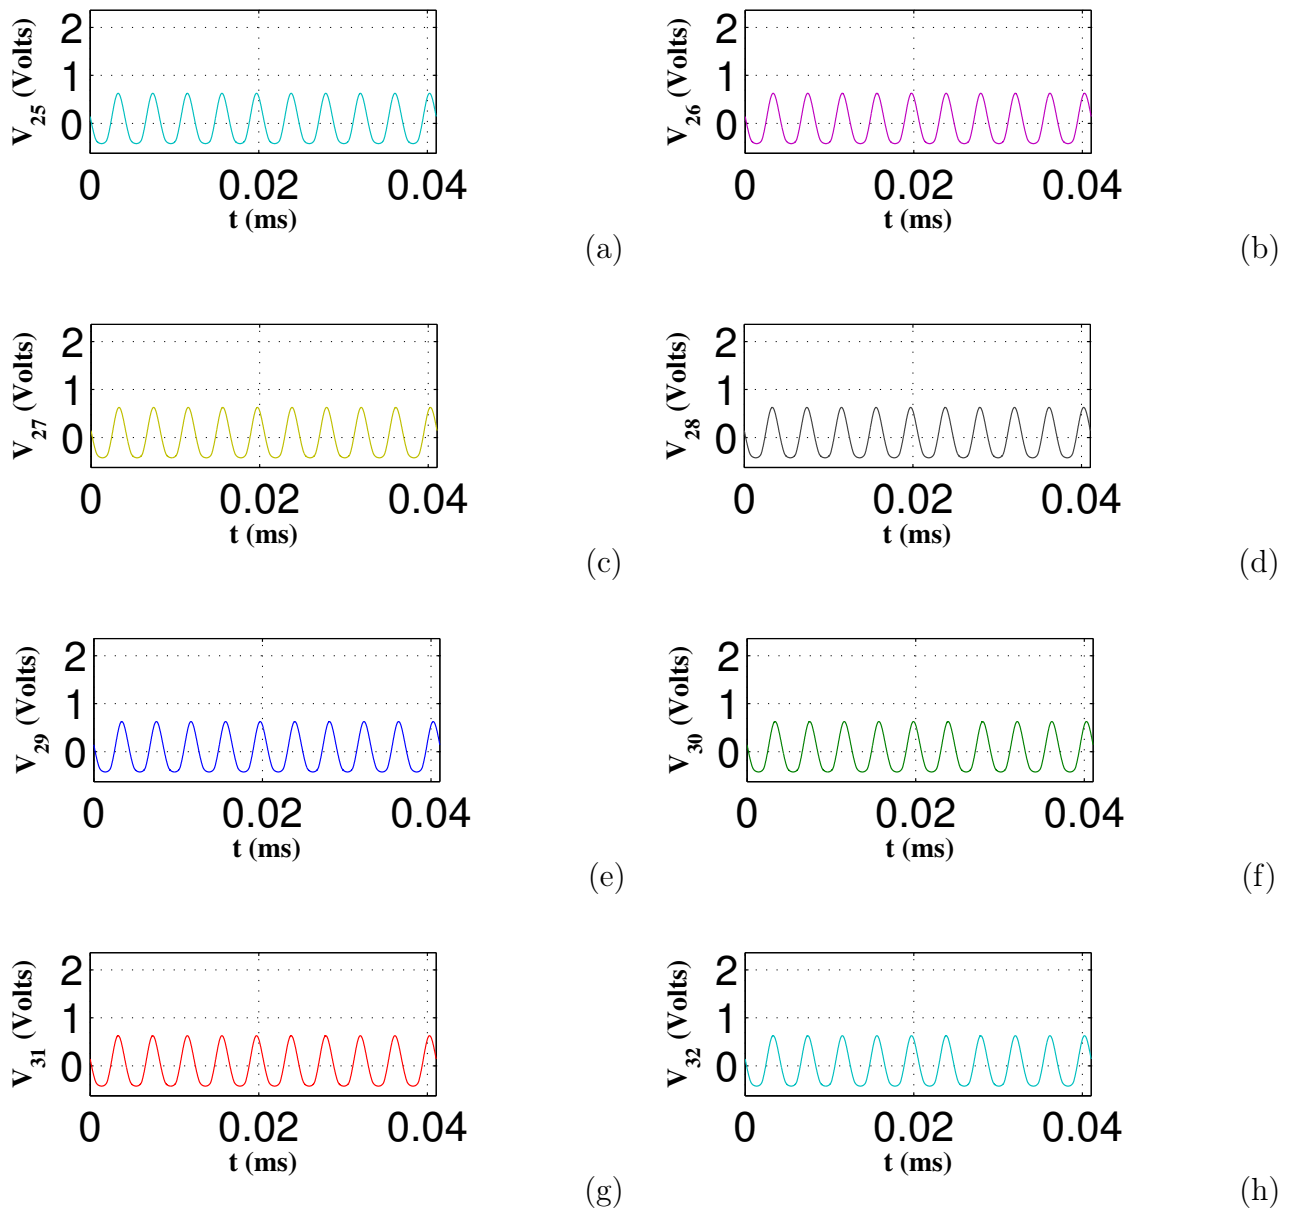 V25 (Volts)
2
1
0
0 0.02 0.04
t (ms)
(a)
V26 (Volts)
2
1
0
0 0.02 0.04
t (ms)
(b)
V27 (Volts)
2
1
0
0 0.02 0.04
t (ms)
(c)
V28 (Volts)
2
1
0
0 0.02 0.04
t (ms)
(d)
V29 (Volts)
2
1
0
0 0.02 0.04
t (ms)
(e)
V30 (Volts)
2
1
0
0 0.02 0.04
t (ms)
(f)
V31 (Volts)
2
1
0
0 0.02 0.04
t (ms)
(g)
V32 (Volts)
2
1
0
0 0.02 0.04
t (ms)
(h)